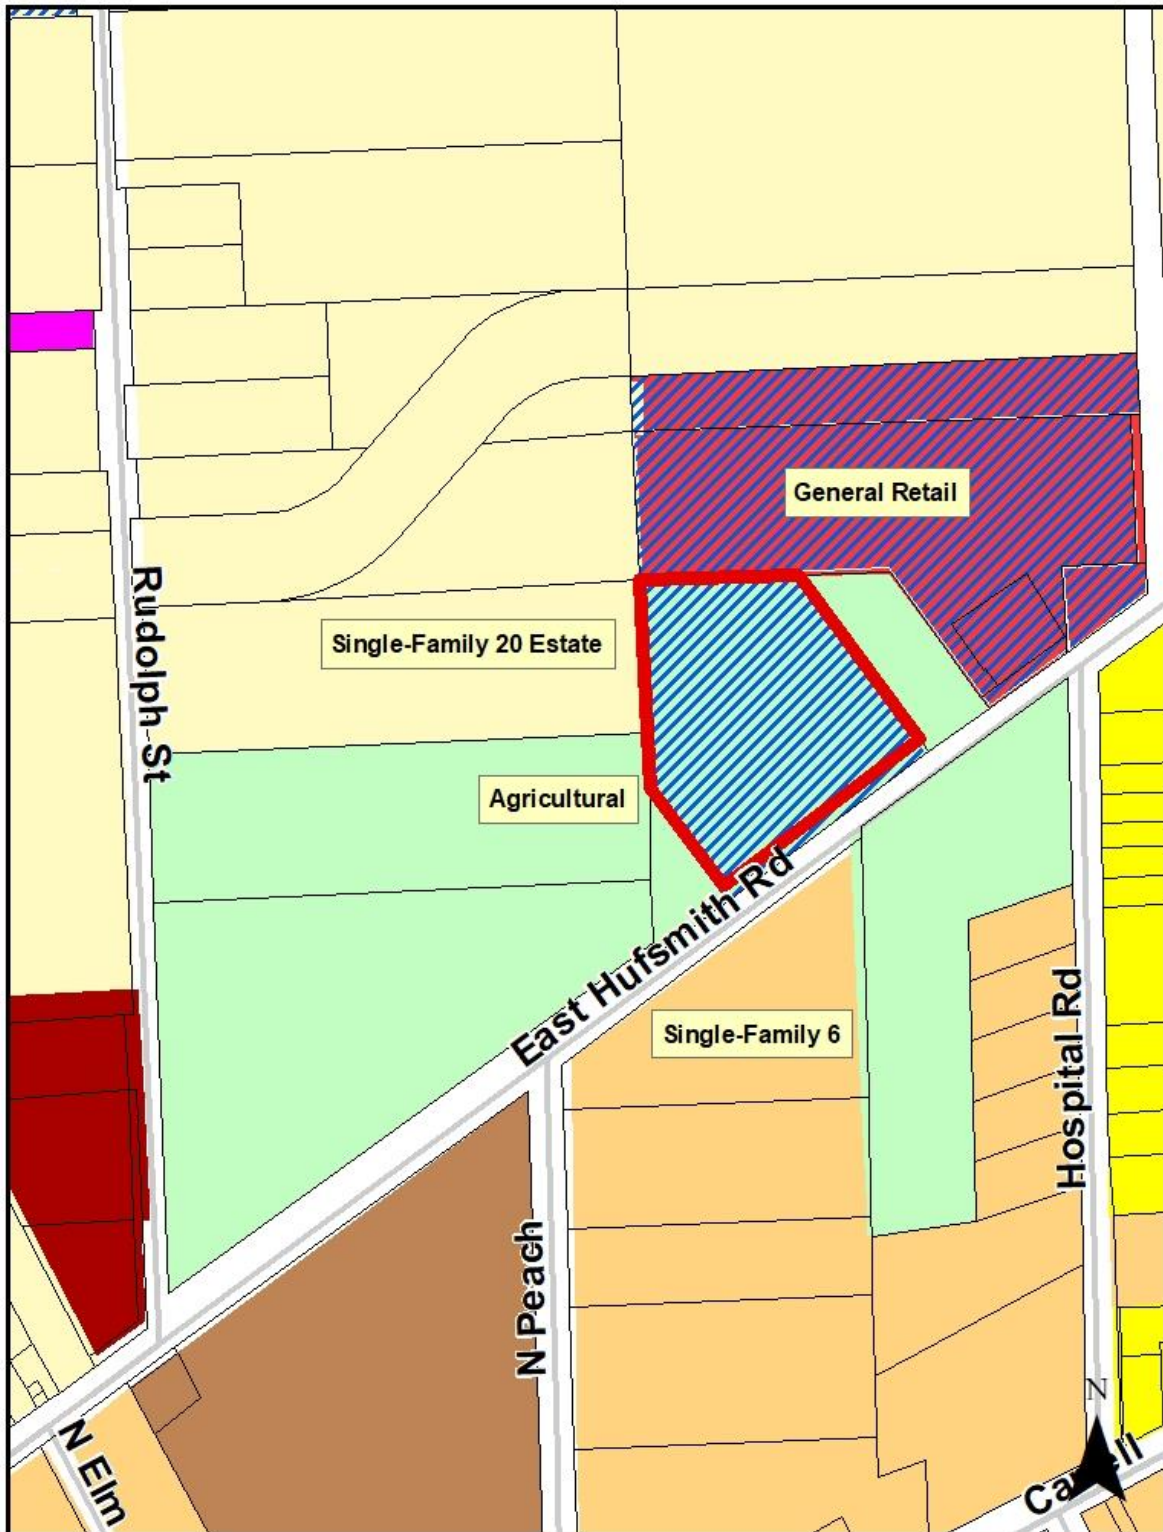 General Retail
Rudolph St
Single-Family 20 Estate
Agricultural
East Hufsmith Rd
Single-Family 6
Hospital Rd
N Peach
N
N Elm